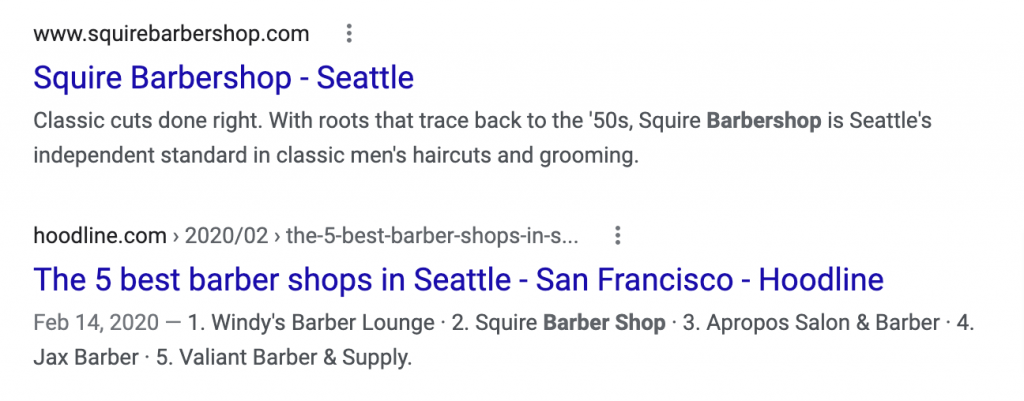 www.squirebarbershop.com
Squire Barbershop - Seattle
Classic cuts done right. With roots that trace back to the '50s, Squire Barbershop is Seattle's
independent standard in classic men's haircuts and grooming.
hoodline.com › 2020/02 › the-5-best-barber-shops-in-s...
The 5 best barber shops in Seattle - San Francisco - Hoodline
Feb 14, 2020 — 1. Windy's Barber Lounge · 2. Squire Barber Shop · 3. Apropos Salon & Barber · 4.
Jax Barber · 5. Valiant Barber & Supply.